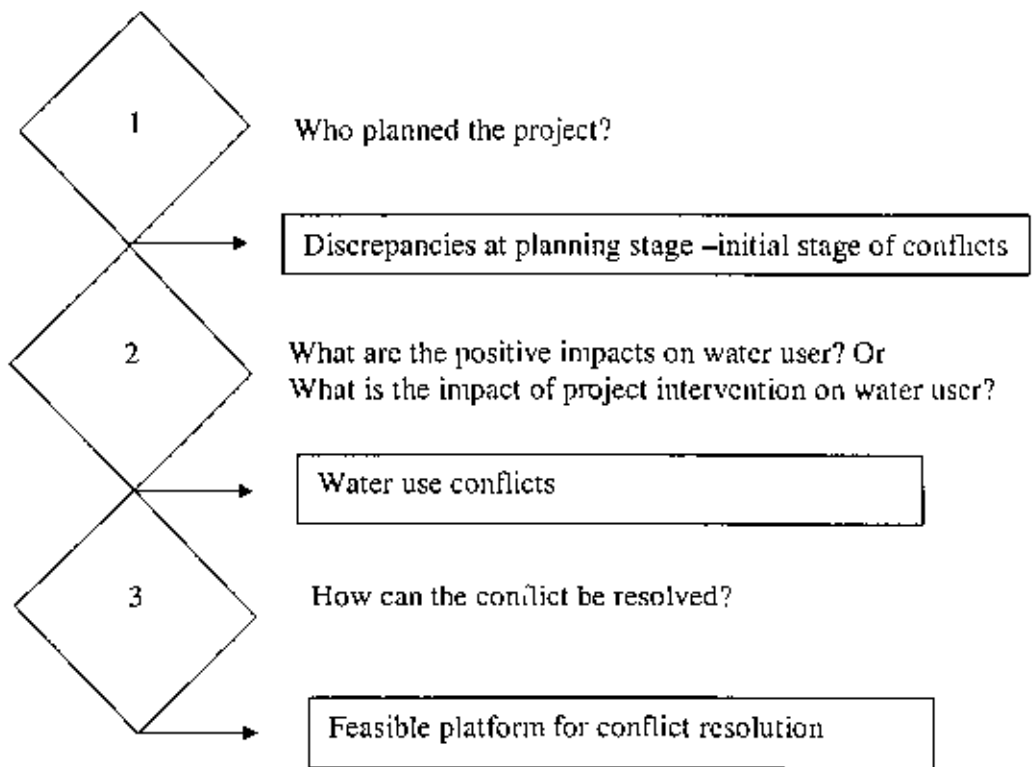 1
Who planned the project?
Discrepancies at planning stage –initial stage of conflicts
2
What are the positive impacts on water user? Or
What is the impact of project intervention on water user?
Water use conflicts
3
How can the conflict be resolved?
Feasible platform for conflict resolution